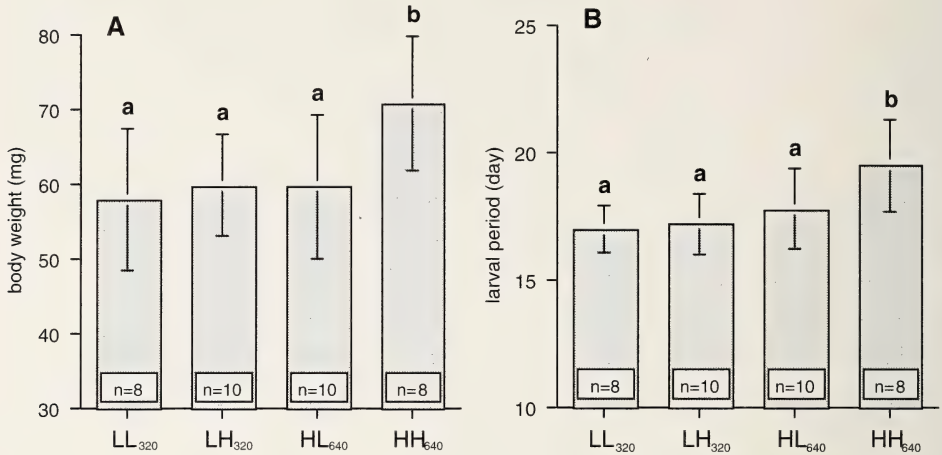 A
body weight (mg)
80
70
60
50
40
30
a
a
a
b
n=8
n=10
n=10
n=8
LL₃₂₀
LH₃₂₀
HL₆₄₀
HH₆₄₀
B
larval period (day)
25
20
15
10
a
a
a
b
n=8
n=10
n=10
n=8
LL₃₂₀
LH₃₂₀
HL₆₄₀
HH₆₄₀